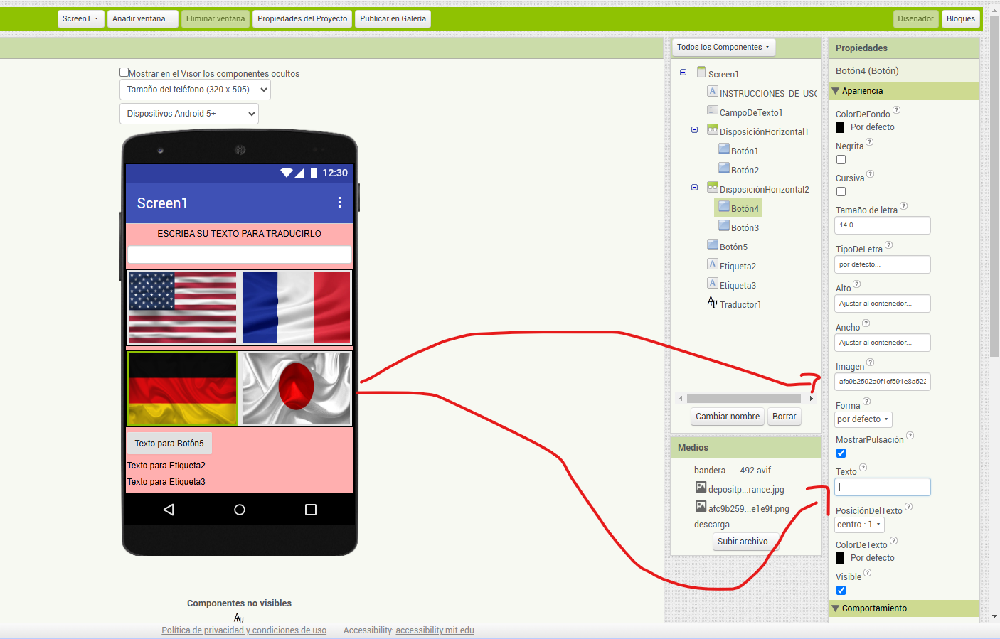 Screen1
Añadir ventana ...
Eliminar ventana
Propiedades del Proyecto
Publicar en Galería
Diseñador
Bloques
Mostrar en el Visor los componentes ocultos
Tamaño del teléfono (320 x 505)
Dispositivos Android 5+
12:30
Screen1
ESCRIBA SU TEXTO PARA TRADUCIRLO
Texto para Botón5
Texto para Etiqueta2
Texto para Etiqueta3
Componentes no visibles
Política de privacidad y condiciones de uso
Accessibility: accessibility.mit.edu
Todos los Componentes
Screen1
INSTRUCCIONES_DE_USO
CampoDeTexto1
DisposiciónHorizontal1
Botón1
Botón2
DisposiciónHorizontal2
Botón4
Botón3
Botón5
Etiqueta2
Etiqueta3
Traductor1
Cambiar nombre
Borrar
Medios
bandera-...-492.avif
depositp...rance.jpg
afc9b259...e1e9f.png
descarga
Subir archivo...
Propiedades
Botón4 (Botón)
Apariencia
ColorDeFondo ?
Por defecto
Negrita ?
Cursiva ?
Tamaño de letra ?
14.0
TipoDeLetra ?
por defecto...
Alto ?
Ajustar al contenedor...
Ancho ?
Ajustar al contenedor...
Imagen ?
afc9b2592a9f1cf591e8a522
Forma ?
por defecto
MostrarPulsación ?
Texto ?
PosiciónDelTexto ?
centro : 1
ColorDeTexto ?
Por defecto
Visible ?
Comportamiento